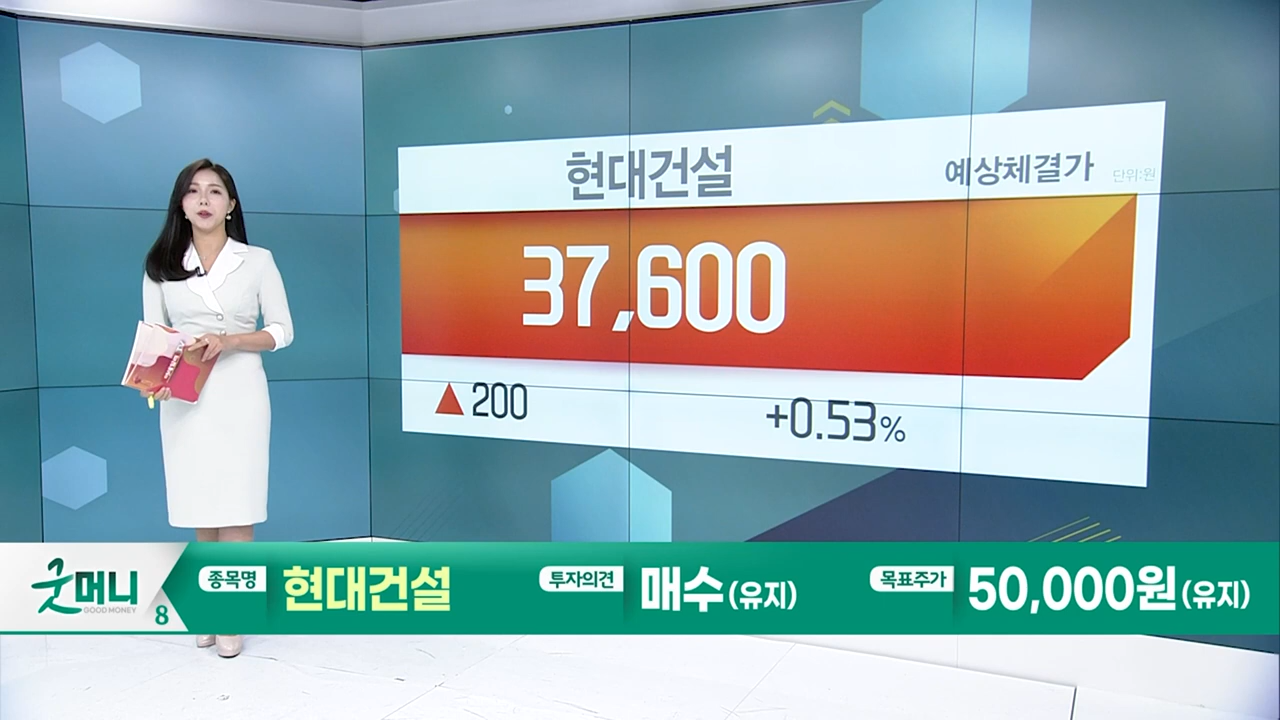 현대건설
예상체결가
단위:원
37,600
▲200
+0.53%
굿머니
GOOD MONEY
8
종목명
현대건설
투자의견
매수(유지)
목표주가
50,000원(유지)